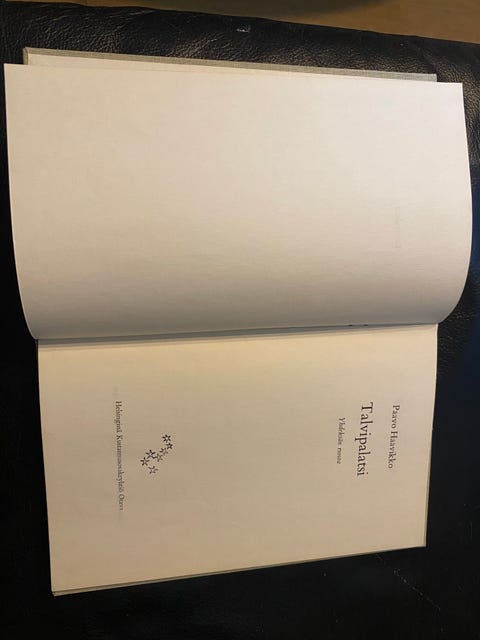 Paavo Haavikko
Talvipalatsi
Yhdeksän runoa
Helsingissä Kustannusosakeyhtiö Otava